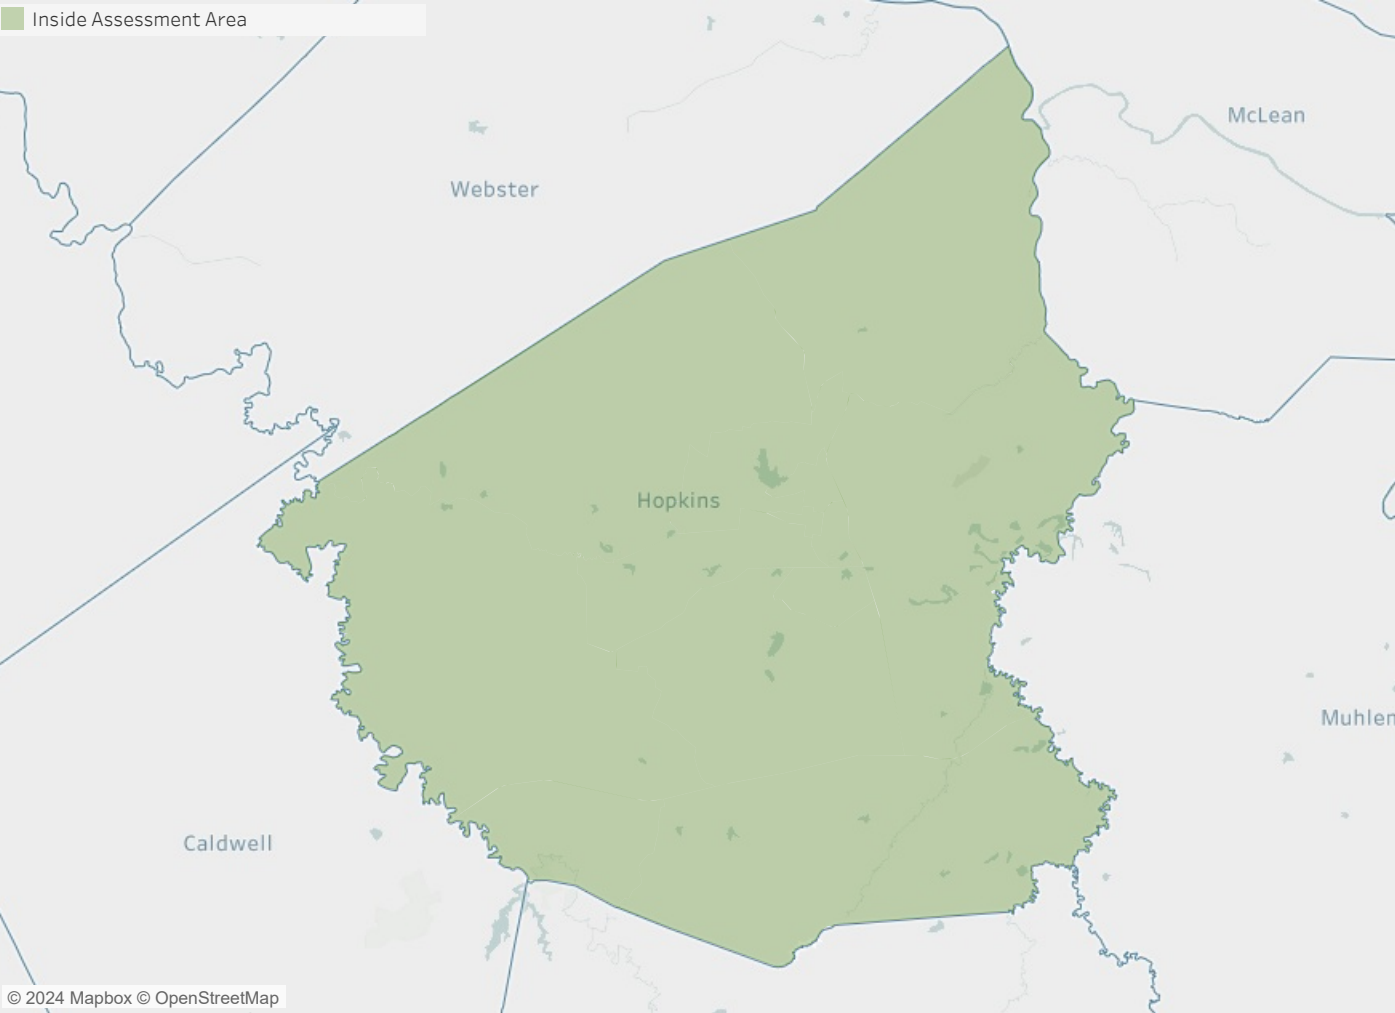 Inside Assessment Area
McLean
Webster
Hopkins
Muhlen
Caldwell
© 2024 Mapbox © OpenStreetMap